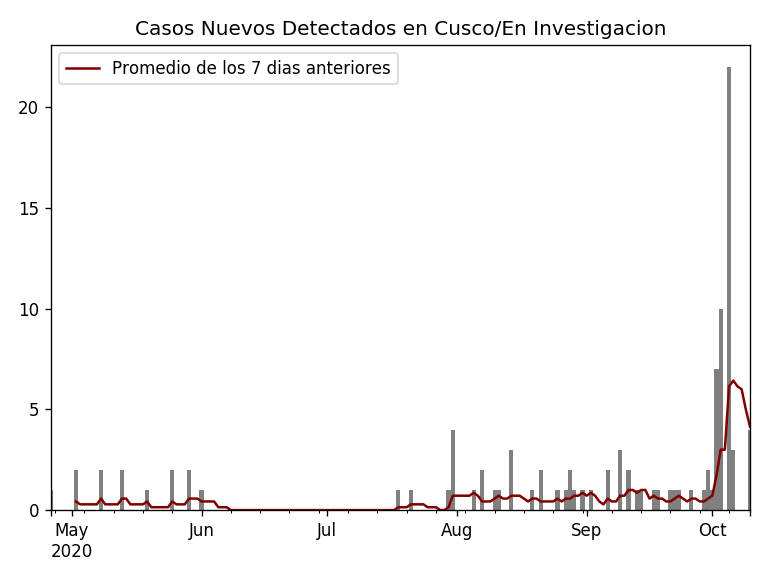 Casos Nuevos Detectados en Cusco/En Investigacion
Promedio de los 7 dias anteriores
20
15
10
5
0
May Jun Jul Aug Sep Oct
2020